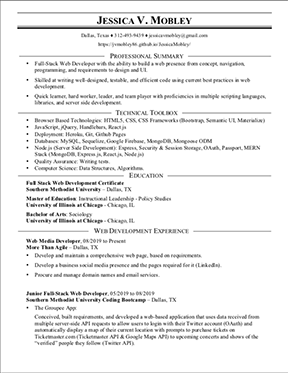 JESSICA V. MOBLEY
Dallas, Texas • 312-493-9439 • jessicavmobley@gmail.com
https://jvmobley86.github.io/Jessica-Mobley/
PROFESSIONAL SUMMARY
• Full-Stack Web Developer with the ability to build a web presence from concept, navigation,
programming, and requirements to design and UI.
• Skilled at writing well-designed, testable, and efficient code using current best practices in web
development.
• Quick learner, hard worker, leader, and team player with proficiencies in multiple scripting languages,
libraries, and server side development.
TECHNICAL TOOLBOX
• Browser Based Technologies: HTML5, CSS, CSS Frameworks (Bootstrap, Semantic UI, Materialize)
• JavaScript, jQuery, Handlebars, React.js
• Deployment: Heroku, Git, Github Pages
• Databases: MySQL, Sequelize, Google Firebase, MongoDB, Mongoose ODM
• Node.js (Server Side Development): Express, Security & Session Storage, OAuth, Passport, MERN
Stack (MongoDB, Express.js, React.js, Node.js)
• Quality Assurance: Writing tests.
• Computer Science: Data Structures, Algorithms.
EDUCATION
Full Stack Web Development Certificate
Southern Methodist University - Dallas, TX
Master of Education: Instructional Leadership - Policy Studies
University of Illinois at Chicago - Chicago, IL
Bachelor of Arts: Sociology
University of Illinois at Chicago - Chicago, IL
WEB DEVELOPMENT EXPERIENCE
Web Media Developer, 08/2019 to Present
More Than Agile - Dallas, TX
• Develop and maintain a comprehensive web page, based on requirements.
• Develop a business social media presence and the pages required for it (LinkedIn).
• Procure and manage domain names and email services.
Junior Full-Stack Web Developer, 05/2019 to 08/2019
Southern Methodist University Coding Bootcamp - Dallas, TX
• The Groupee App:
Conceived, built requirements, and developed a web-based application that uses data received from
multiple server-side API requests to allow users to login with their Twitter account (OAuth) and
automatically display a map of their current location and places to purchase tickets on
Ticketmaster.com (Ticketmaster API & Google Maps API) to upcoming concerts and shows of the
"verified" people they follow on Twitter (Twitter API).